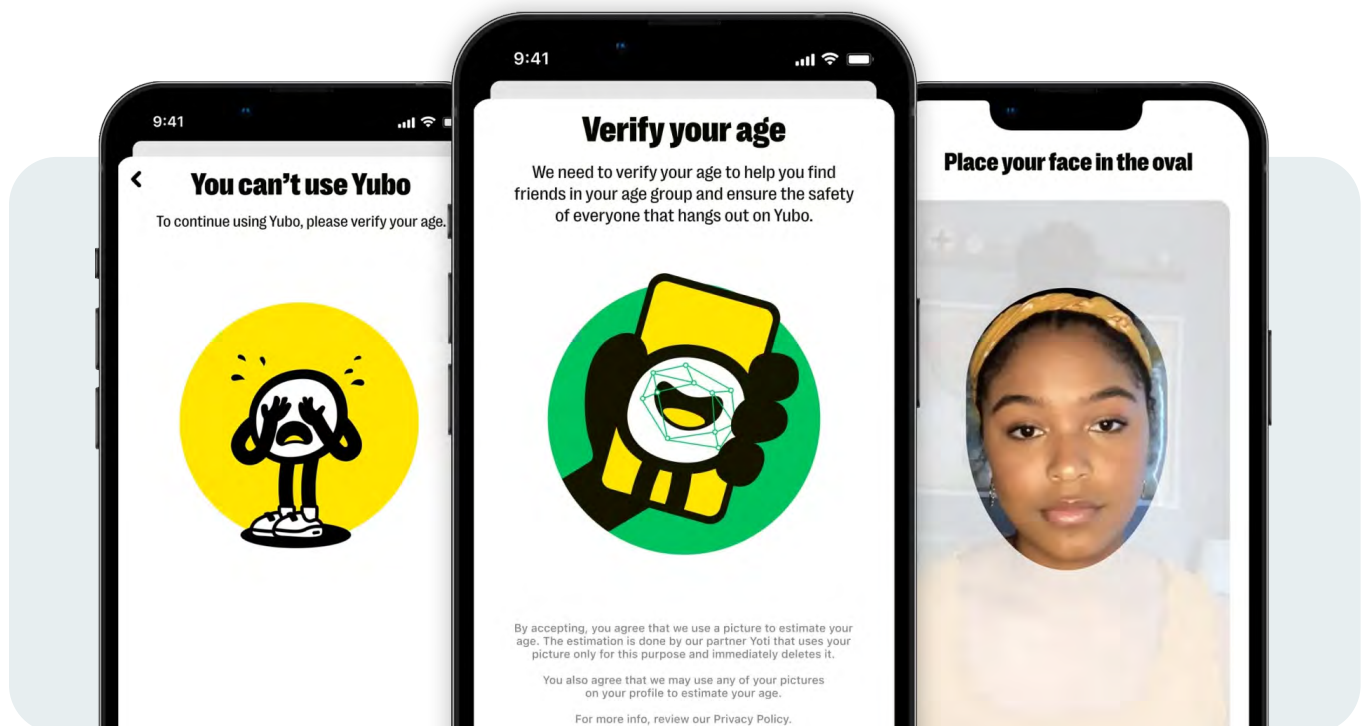 9:41
You can’t use Yubo
To continue using Yubo, please verify your age.
9:41
Verify your age
We need to verify your age to help you find
friends in your age group and ensure the safety
of everyone that hangs out on Yubo.
By accepting, you agree that we use a picture to estimate your
age. The estimation is done by our partner Yoti that uses your
picture only for this purpose and immediately deletes it.
You also agree that we may use any of your pictures
on your profile to estimate your age.
For more info, review our Privacy Policy.
Place your face in the oval